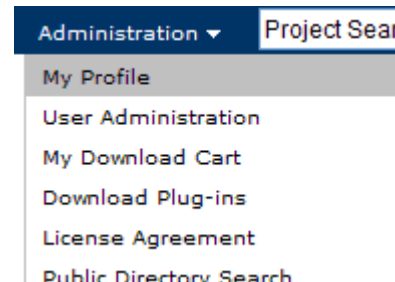 Administration ▾ Project Sear
My Profile
User Administration
My Download Cart
Download Plug-ins
License Agreement
Public Directory Search